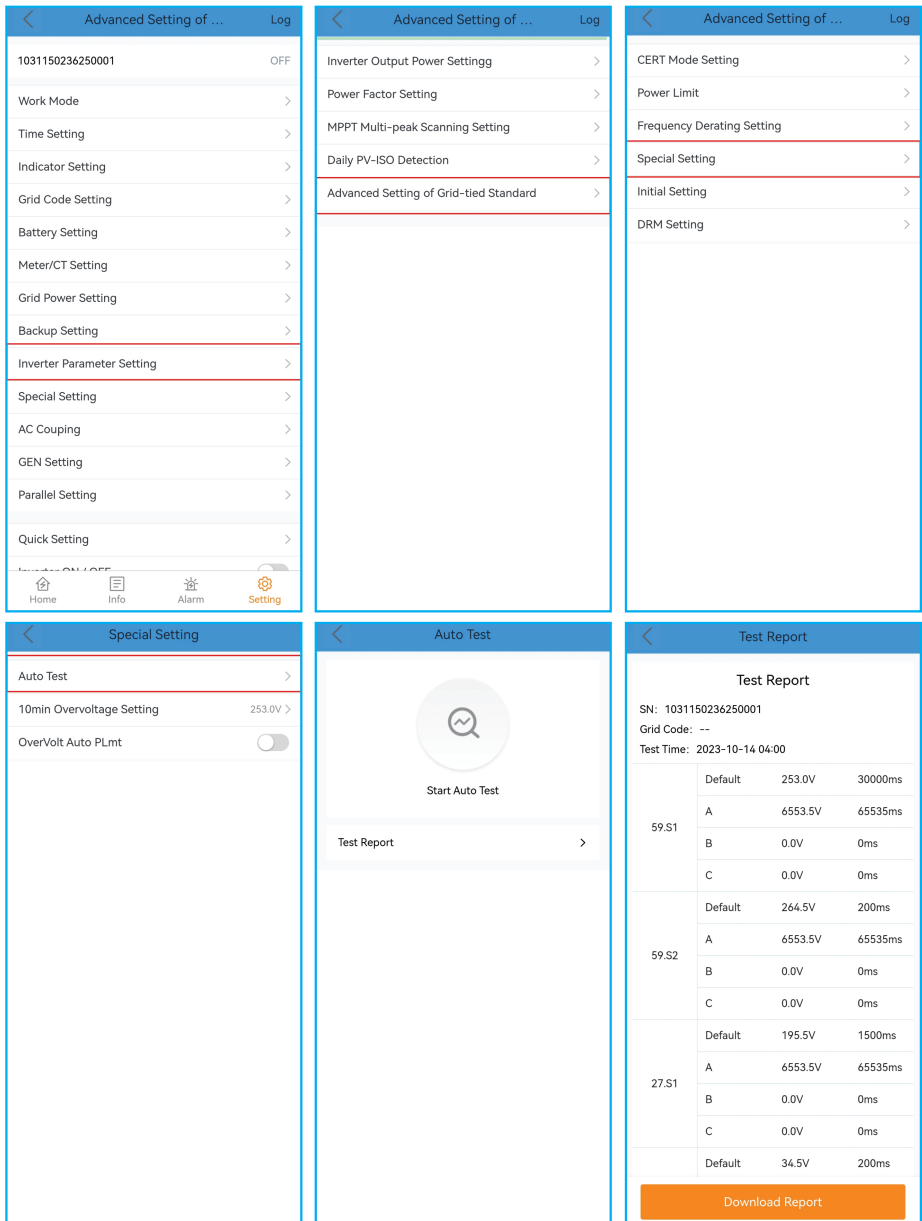 Advanced Setting of ... Log
1031150236250001 OFF
Work Mode
Time Setting
Indicator Setting
Grid Code Setting
Battery Setting
Meter/CT Setting
Grid Power Setting
Backup Setting
Inverter Parameter Setting
Special Setting
AC Couping
GEN Setting
Parallel Setting
Quick Setting
Inverter ON / OFF
Home Info Alarm Setting
Advanced Setting of ... Log
Inverter Output Power Settingg
Power Factor Setting
MPPT Multi-peak Scanning Setting
Daily PV-ISO Detection
Advanced Setting of Grid-tied Standard
Advanced Setting of ... Log
CERT Mode Setting
Power Limit
Frequency Derating Setting
Special Setting
Initial Setting
DRM Setting
Special Setting
Auto Test
10min Overvoltage Setting 253.0V
OverVolt Auto PLmt
Auto Test
Start Auto Test
Test Report
Test Report
Test Report
SN: 1031150236250001
Grid Code: --
Test Time: 2023-10-14 04:00
59.S1
Default 253.0V 30000ms
A 6553.5V 65535ms
B 0.0V 0ms
C 0.0V 0ms
59.S2
Default 264.5V 200ms
A 6553.5V 65535ms
B 0.0V 0ms
C 0.0V 0ms
27.S1
Default 195.5V 1500ms
A 6553.5V 65535ms
B 0.0V 0ms
C 0.0V 0ms
Default 34.5V 200ms
Download Report